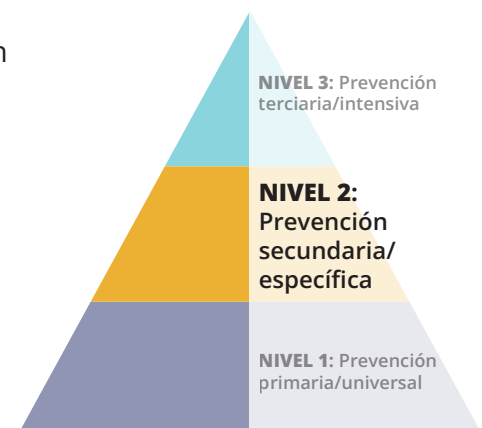 n
NIVEL 3: Prevención
terciaria/intensiva
NIVEL 2:
Prevención
secundaria/
específica
NIVEL 1: Prevención
primaria/universal